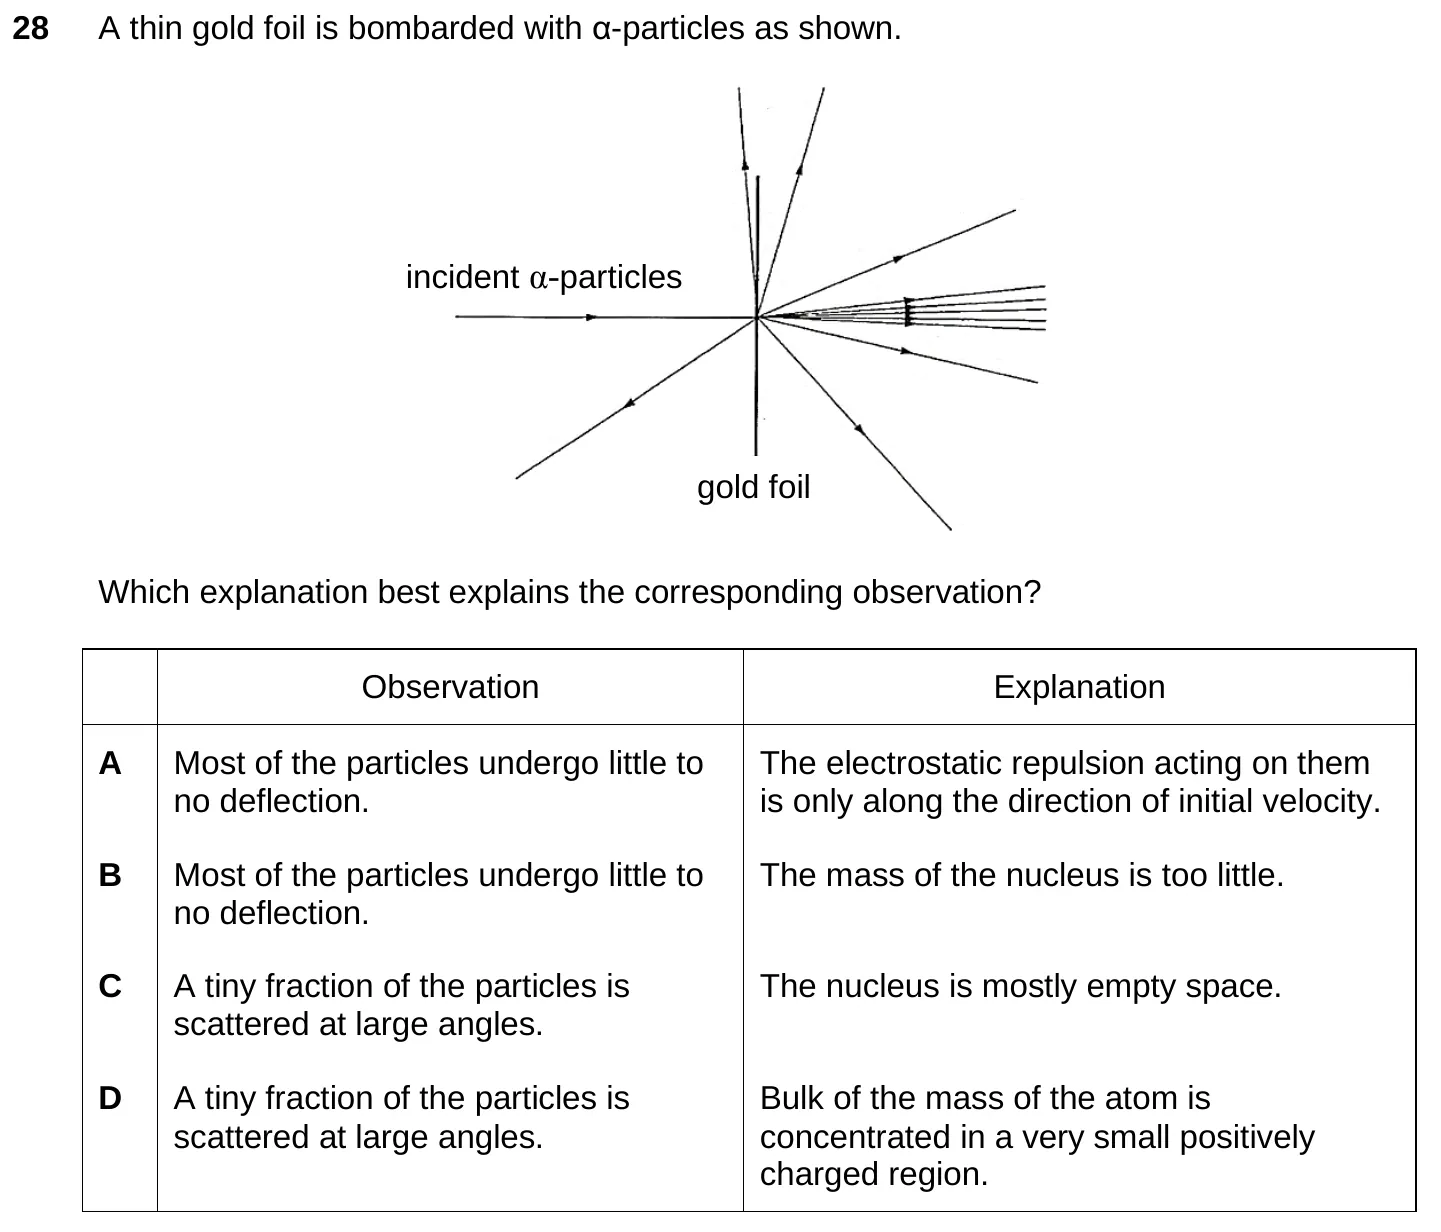 28 A thin gold foil is bombarded with α-particles as shown.
incident α-particles
gold foil
Which explanation best explains the corresponding observation?
Observation Explanation
A Most of the particles undergo little to no deflection. The electrostatic repulsion acting on them is only along the direction of initial velocity.
B Most of the particles undergo little to no deflection. The mass of the nucleus is too little.
C A tiny fraction of the particles is scattered at large angles. The nucleus is mostly empty space.
D A tiny fraction of the particles is scattered at large angles. Bulk of the mass of the atom is concentrated in a very small positively charged region.